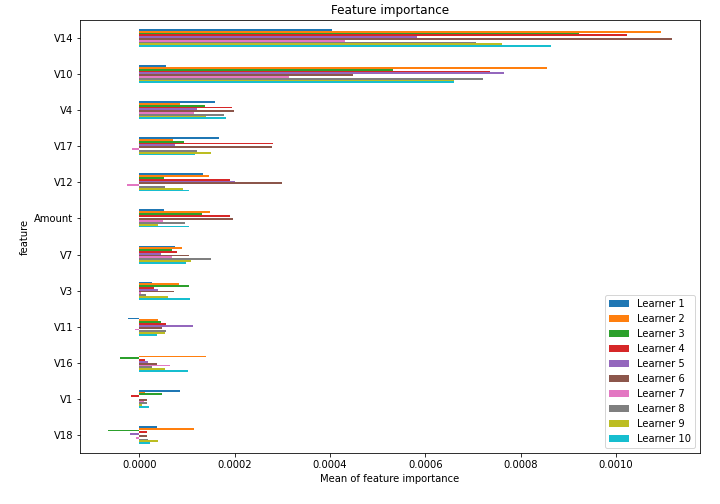 Feature importance
V14
V10
V4
V17
V12
Amount
V7
V3
V11
V16
V1
V18
feature
Learner 1
Learner 2
Learner 3
Learner 4
Learner 5
Learner 6
Learner 7
Learner 8
Learner 9
Learner 10
0.0000 0.0002 0.0004 0.0006 0.0008 0.0010
Mean of feature importance